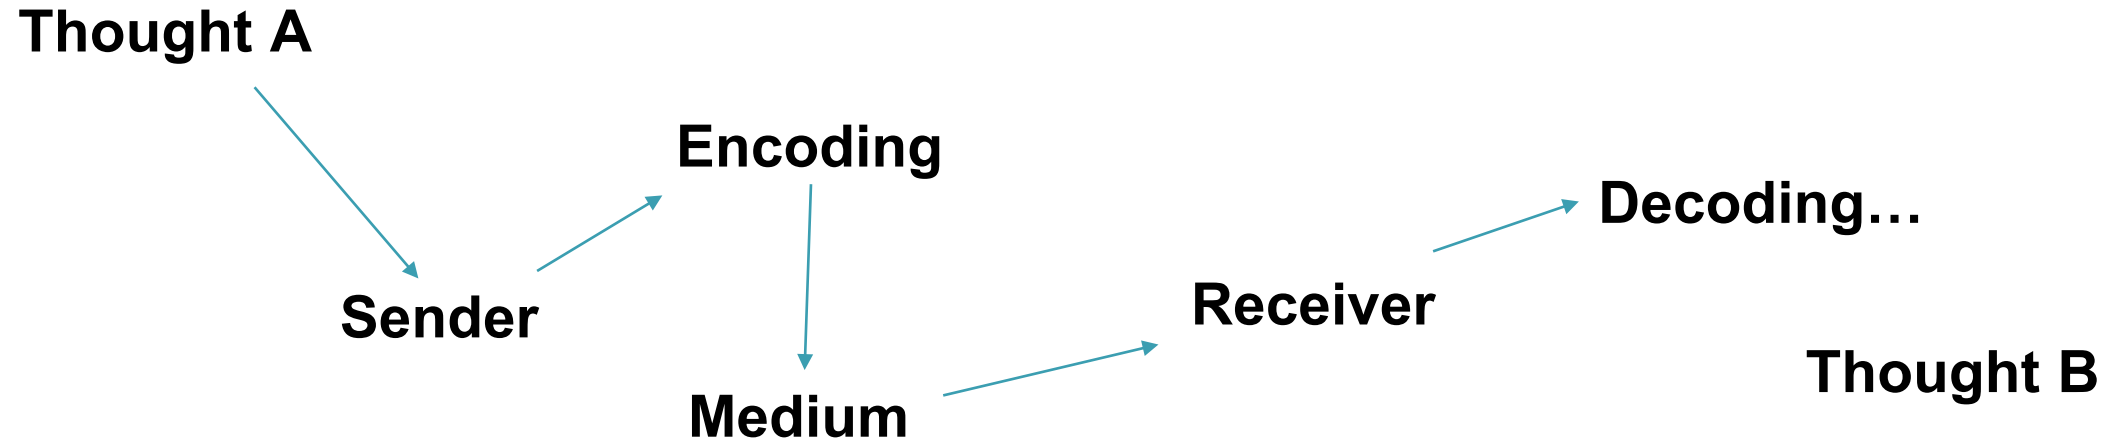 Thought A
Sender
Encoding
Medium
Receiver
Decoding…
Thought B